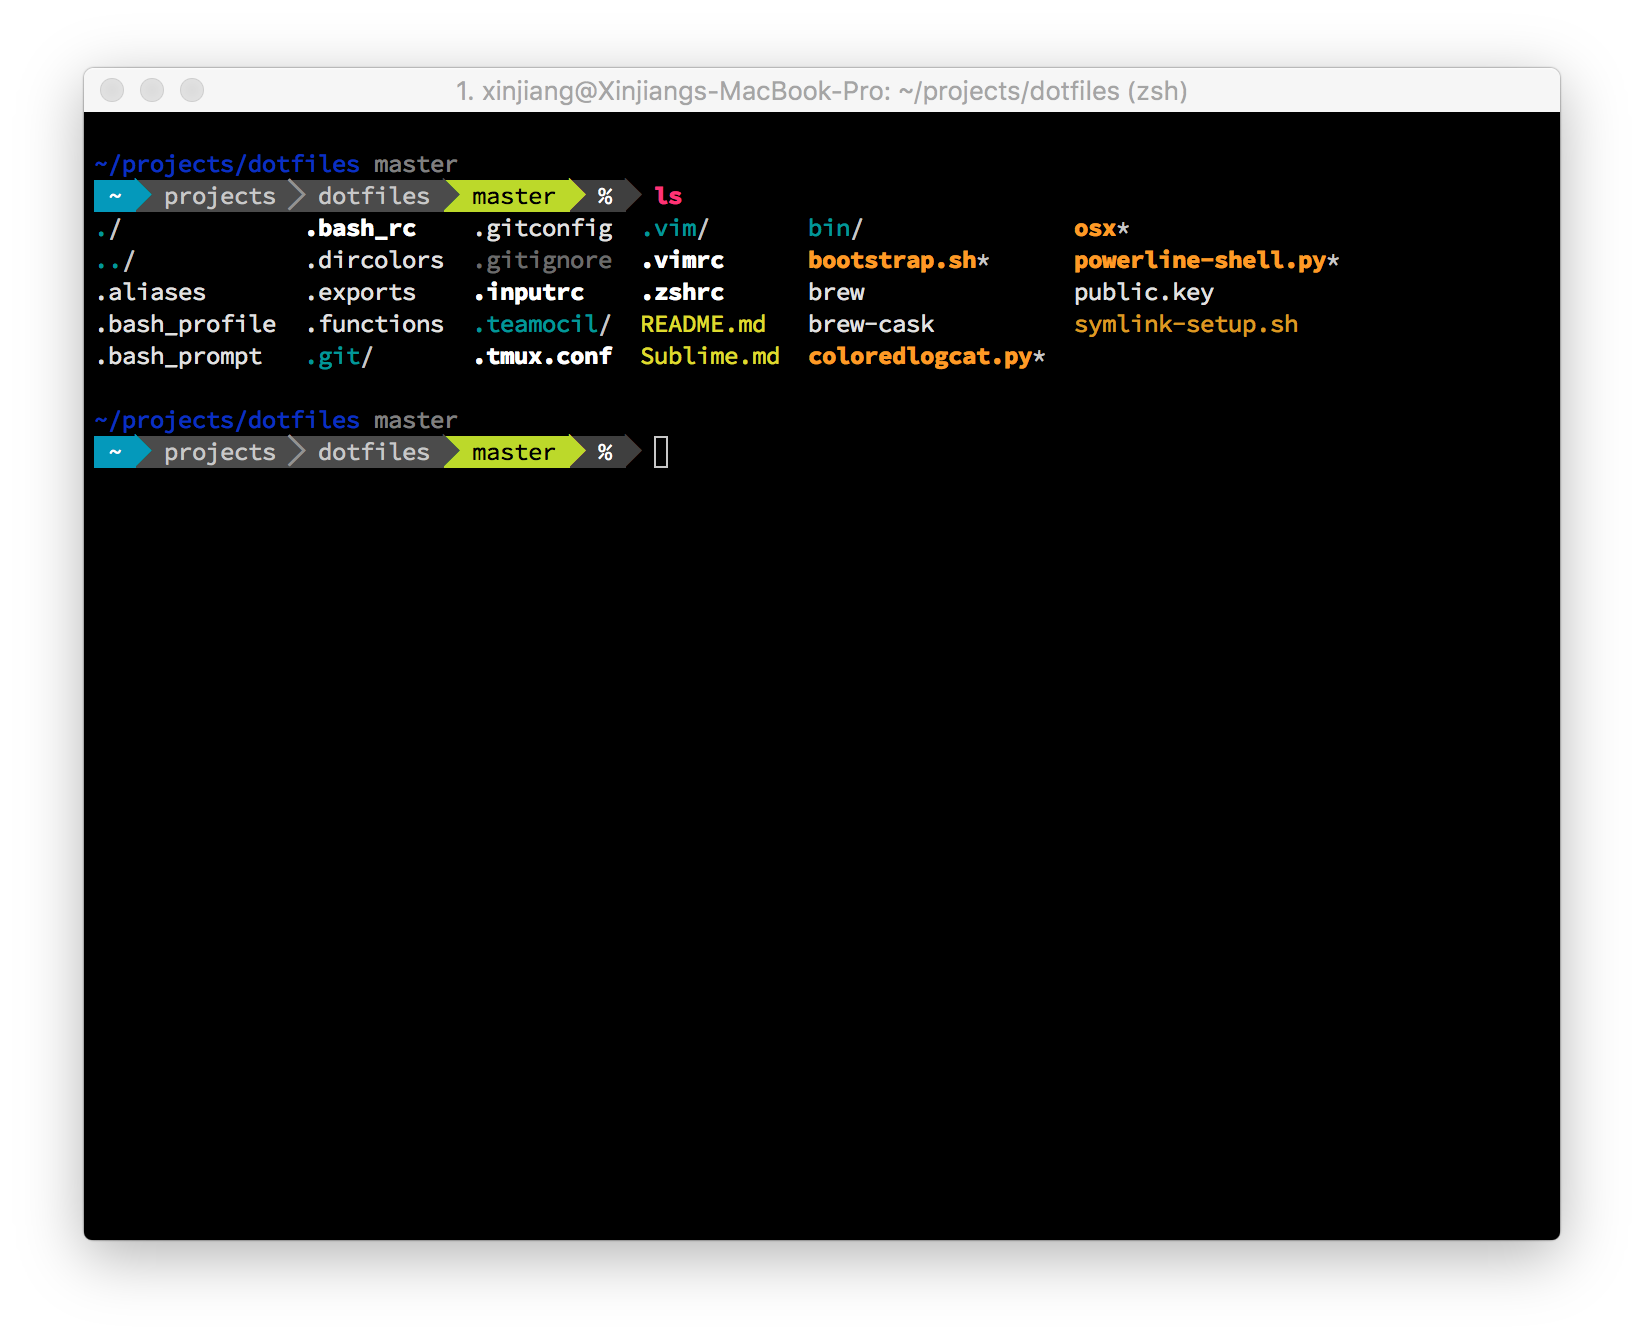 1. xinjiang@Xinjiangs-MacBook-Pro: ~/projects/dotfiles (zsh)
~/projects/dotfiles master
~ projects dotfiles master % ls
./ .bash_rc .gitconfig .vim/ bin/ osx*
../ .dircolors .gitignore .vimrc bootstrap.sh* powerline-shell.py*
.aliases .exports .inputrc .zshrc brew public.key
.bash_profile .functions .teamocil/ README.md brew-cask symlink-setup.sh
.bash_prompt .git/ .tmux.conf Sublime.md coloredlogcat.py*
~/projects/dotfiles master
~ projects dotfiles master %